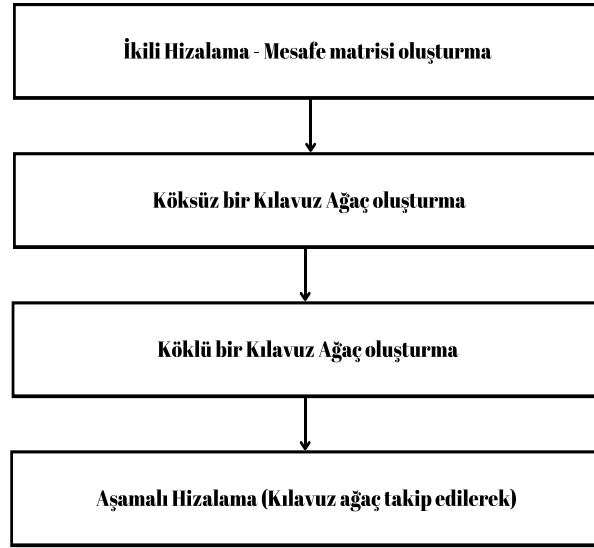 İkili Hizalama - Mesafe matrisi oluşturma
Köksüz bir Kılavuz Ağaç oluşturma
Köklü bir Kılavuz Ağaç oluşturma
Aşamalı Hizalama (Kılavuz ağaç takip edilerek)